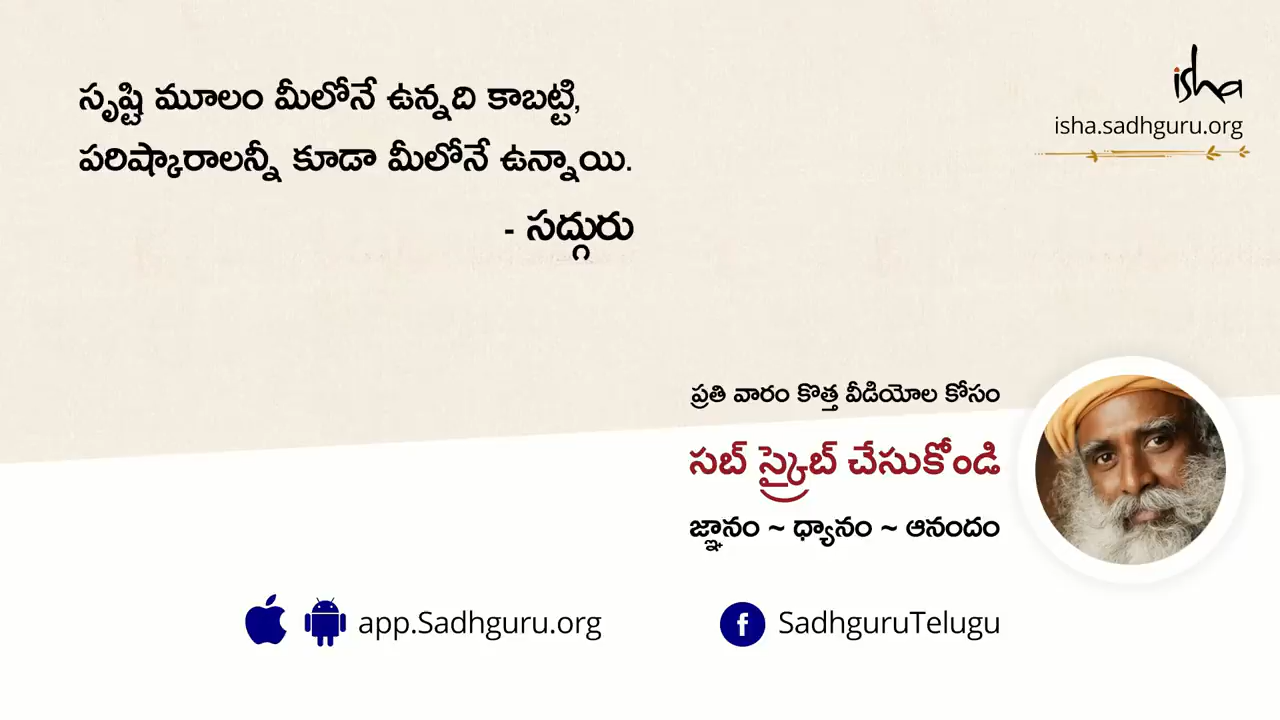 సృష్టి మూలం మీలోనే ఉన్నది కాబట్టి,
పరిష్కారాలన్నీ కూడా మీలోనే ఉన్నాయి.
- సద్గురు
isha
isha.sadhguru.org
ప్రతి వారం కొత్త వీడియోల కోసం
సబ్ స్క్రైబ్ చేసుకోండి
జ్ఞానం ~ ధ్యానం ~ ఆనందం
app.Sadhguru.org
SadhguruTelugu